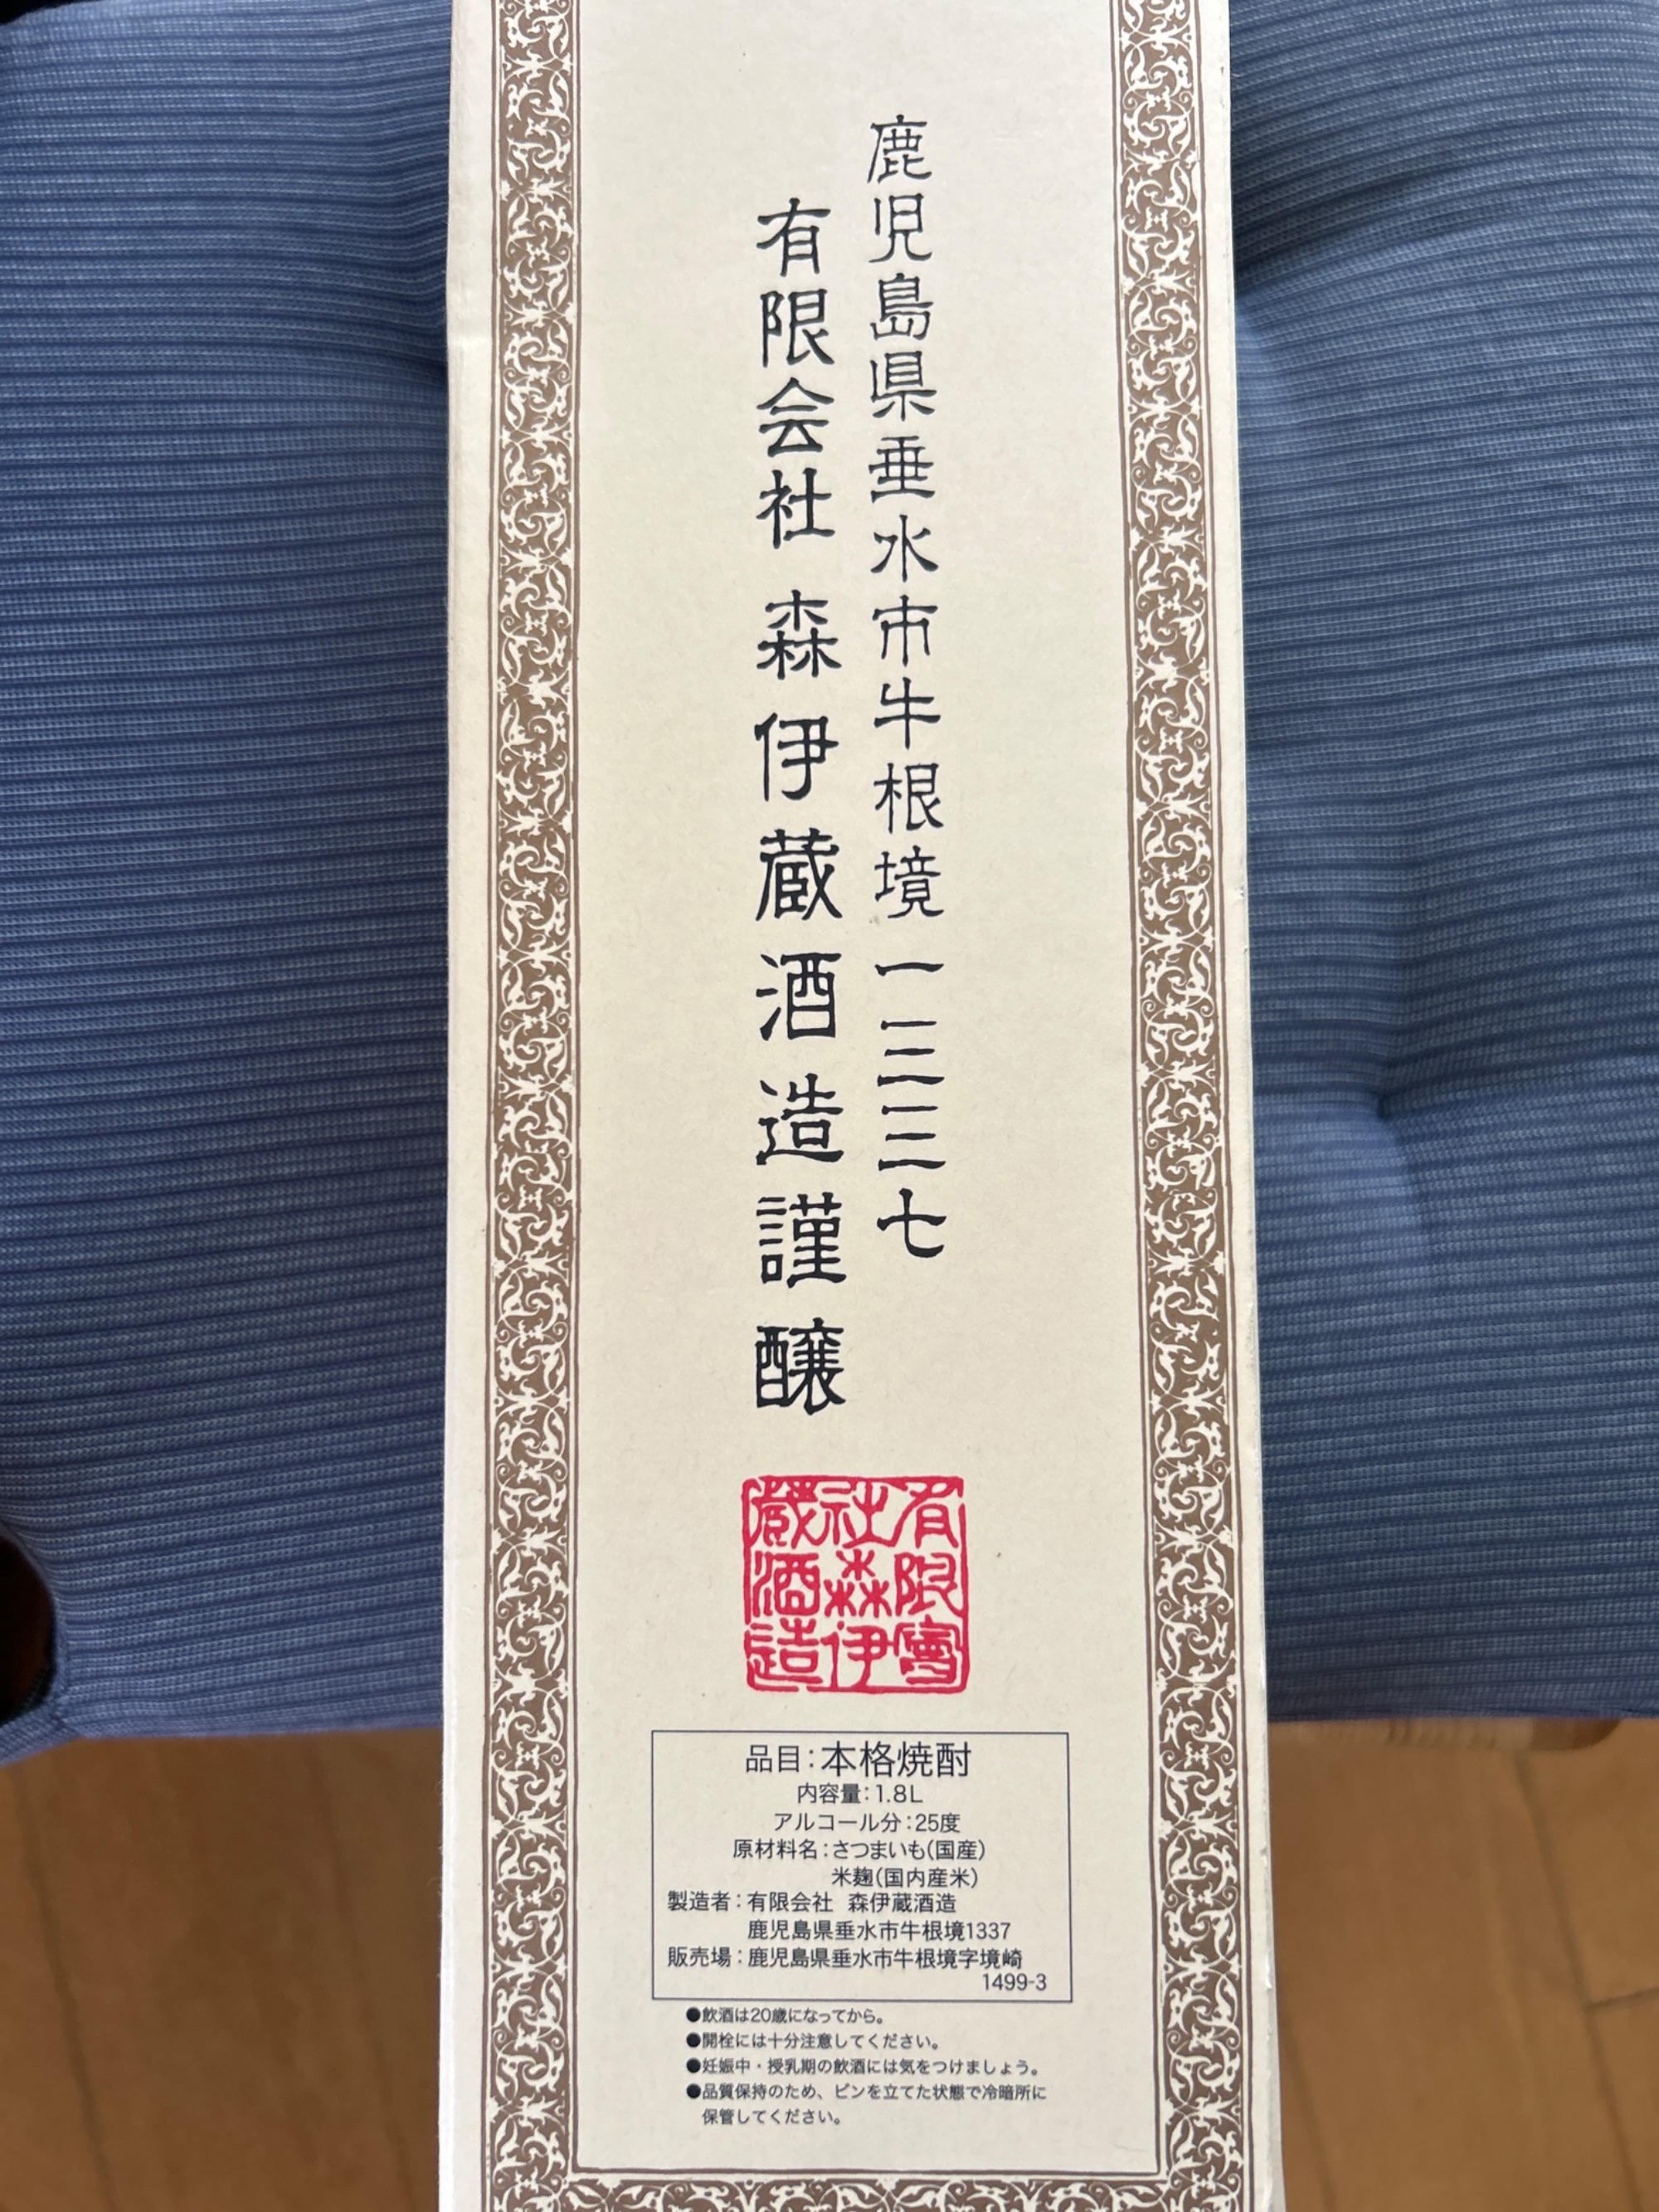 鹿児島県垂水市牛根境一三三七
有限会社 森伊蔵酒造謹醸
有限會
社森伊
蔵酒造
品目:本格焼酎
内容量:1.8L
アルコール分:25度
原材料名:さつまいも(国産)
米麹(国内産米)
製造者:有限会社 森伊蔵酒造
鹿児島県垂水市牛根境1337
販売場:鹿児島県垂水市牛根境字境崎
1499-3
●飲酒は20歳になってから。
●開栓には十分注意してください。
●妊娠中・授乳期の飲酒には気をつけましょう。
●品質保持のため、ビンを立てた状態で冷暗所に
保管してください。